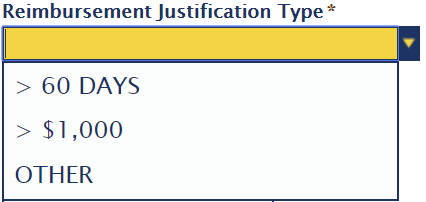 Reimbursement Justification Type*
> 60 DAYS
> $1,000
OTHER